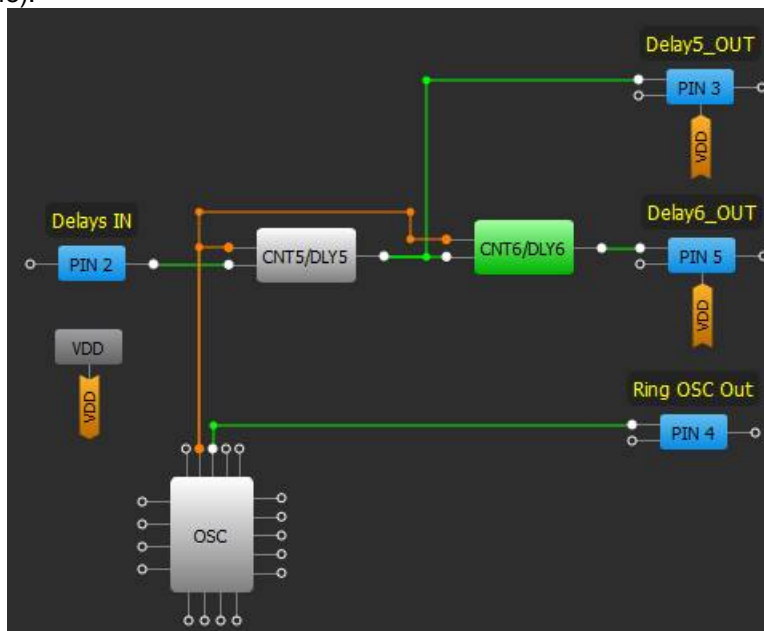 Delay5_OUT
PIN 3
VDD
Delays IN
PIN 2
CNT5/DLY5
CNT6/DLY6
Delay6_OUT
PIN 5
VDD
VDD
VDD
Ring OSC Out
PIN 4
OSC